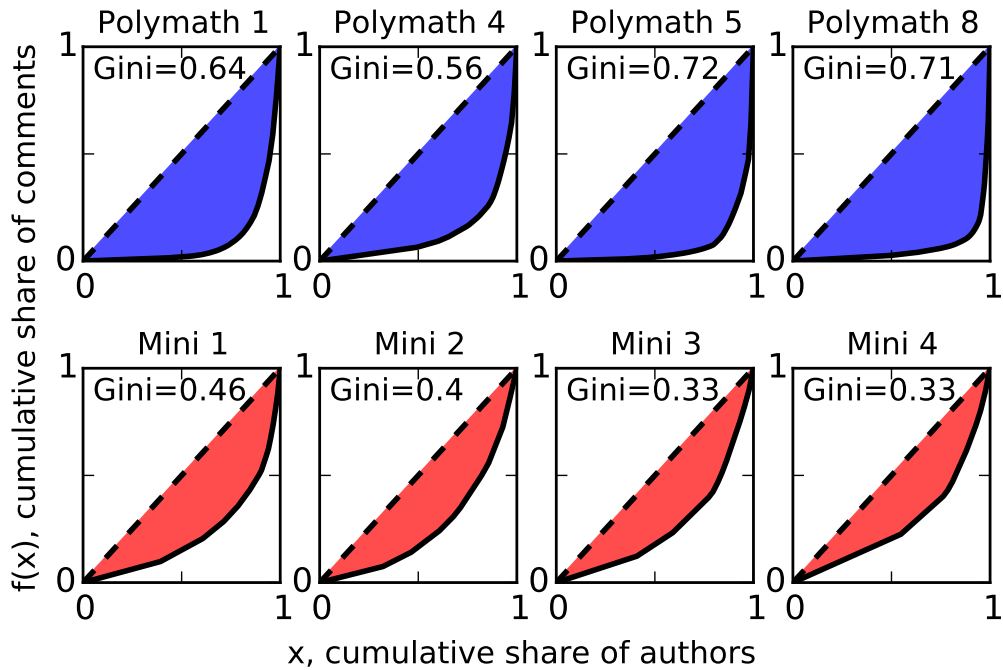 Polymath 1
Polymath 4
Polymath 5
Polymath 8
f(x), cumulative share of comments
1
Gini=0.64
0
0
1
1
Gini=0.56
0
0
1
1
Gini=0.72
0
0
1
1
Gini=0.71
0
0
1
Mini 1
Mini 2
Mini 3
Mini 4
1
Gini=0.46
0
0
1
1
Gini=0.4
0
0
1
1
Gini=0.33
0
0
1
1
Gini=0.33
0
0
1
x, cumulative share of authors